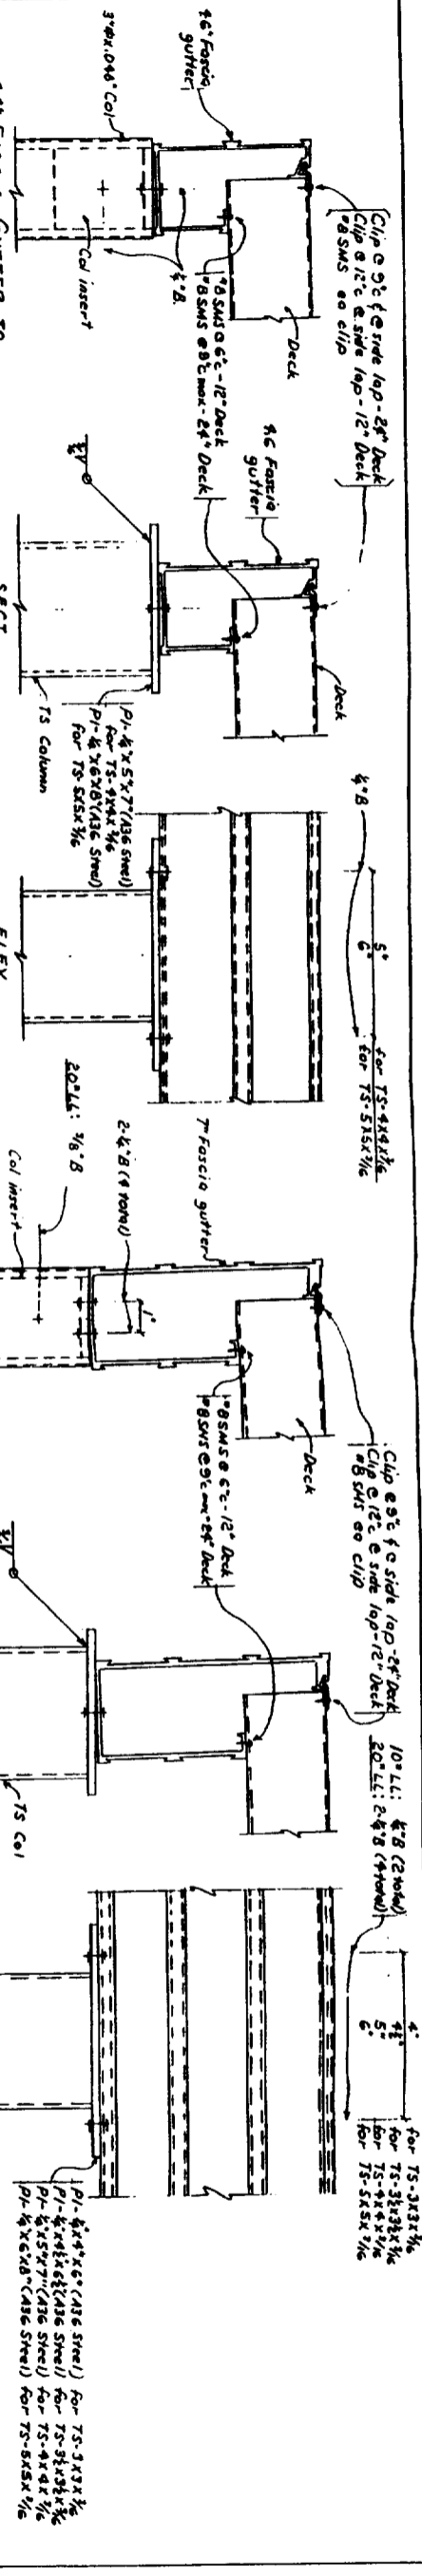 4.6" Fascia
gutter
3"φx.048" Col
Col insert
¼"B
Clip @ 9"c & @ side lap-24" Deck
Clip @ 12"c @ side lap-12" Deck
#8 SMS ea clip
Deck
#8 SMS @ 6"c-12" Deck
#8 SMS @ 9"c max-24" Deck
4.6 Fascia
gutter
Deck
TS Column
SECT
Pl-¼"x5"x7"(A36 Steel)
for TS-4x4x3/16
Pl-¼"x6"x8"(A36 Steel)
for TS-5x5x3/16
¼"B
5" for TS-4x4x3/16
6" for TS-5x5x3/16
ELEV
7" Fascia gutter
2-¼"B (4 total)
1"
20# LL: 3/8"B
Col insert
Deck
#8 SMS @ 6"c-12" Deck
#8 SMS @ 9"c max-24" Deck
Clip @ 9"c & @ side lap-24" Deck
Clip @ 12"c @ side lap-12" Deck
#8 SMS ea clip
TS Col
10# LL: ¼"B (2 total)
20# LL: 2-¼"B (4 total)
4" for TS-3x3x3/16
4½" for TS-3½x3½x3/16
5" for TS-4x4x3/16
6" for TS-5x5x3/16
Pl-¼"x4"x6"(A36 Steel) for TS-3x3x3/16
Pl-¼"x4½"x6½"(A36 Steel) for TS-3½x3½x3/16
Pl-¼"x5"x7"(A36 Steel) for TS-4x4x3/16
Pl-¼"x6"x8"(A36 Steel) for TS-5x5x3/16